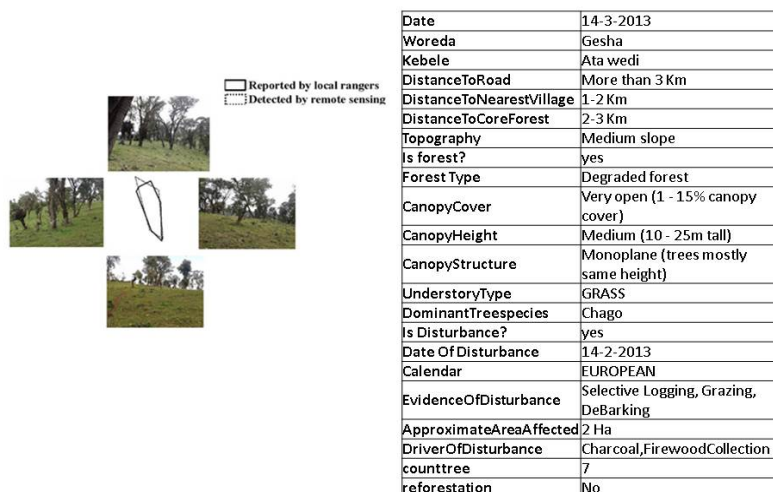 Reported by local rangers
Detected by remote sensing
Date 14-3-2013
Woreda Gesha
Kebele Ata wedi
DistanceToRoad More than 3 Km
DistanceToNearestVillage 1-2 Km
DistanceToCoreForest 2-3 Km
Topography Medium slope
Is forest? yes
Forest Type Degraded forest
CanopyCover Very open (1 - 15% canopy
cover)
CanopyHeight Medium (10 - 25m tall)
CanopyStructure Monoplane (trees mostly
same height)
UnderstoryType GRASS
DominantTreespecies Chago
Is Disturbance? yes
Date Of Disturbance 14-2-2013
Calendar EUROPEAN
EvidenceOfDisturbance Selective Logging, Grazing,
DeBarking
ApproximateAreaAffected 2 Ha
DriverOfDisturbance Charcoal,FirewoodCollection
counttree 7
reforestation No